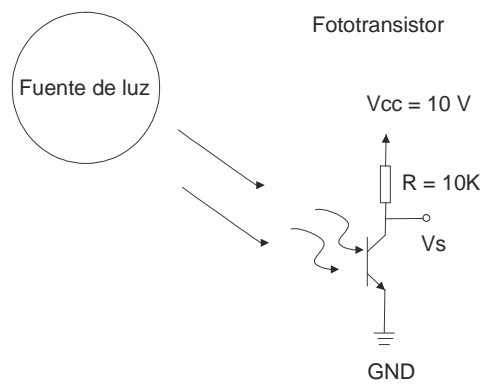 Fototransistor
Fuente de luz
Vcc = 10 V
R = 10K
Vs
GND